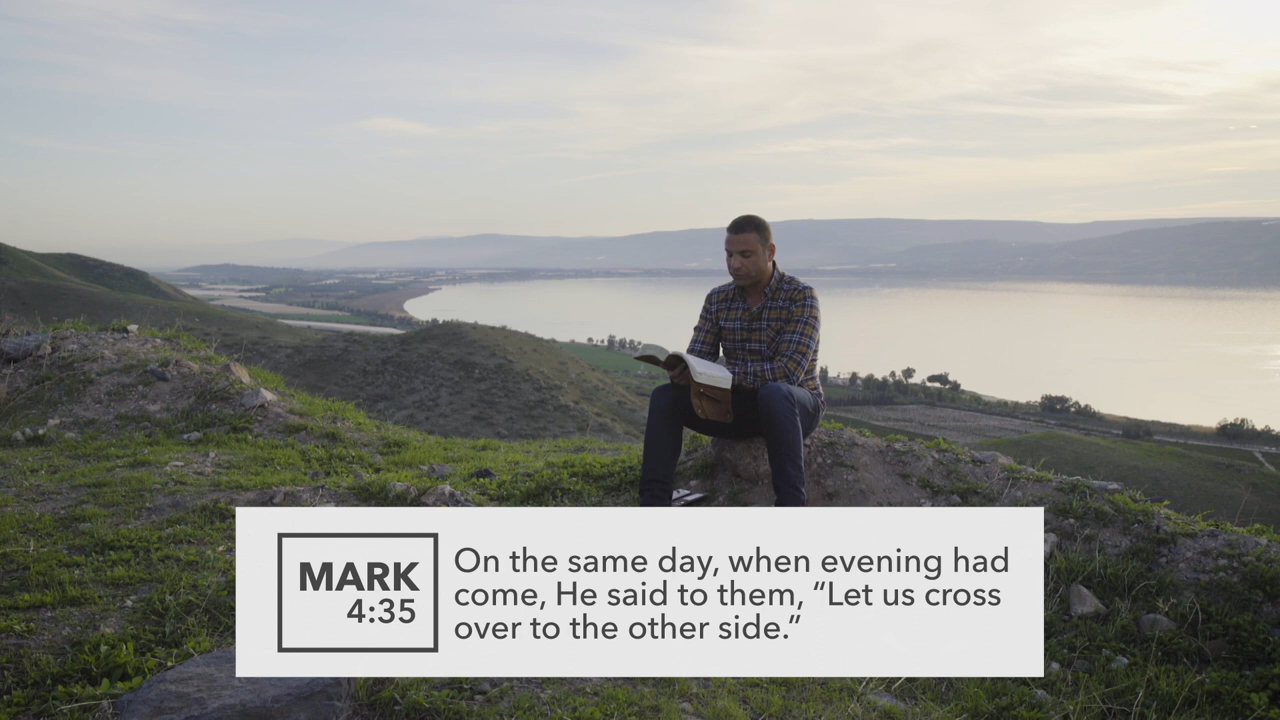 MARK
4:35
On the same day, when evening had
come, He said to them, “Let us cross
over to the other side.”